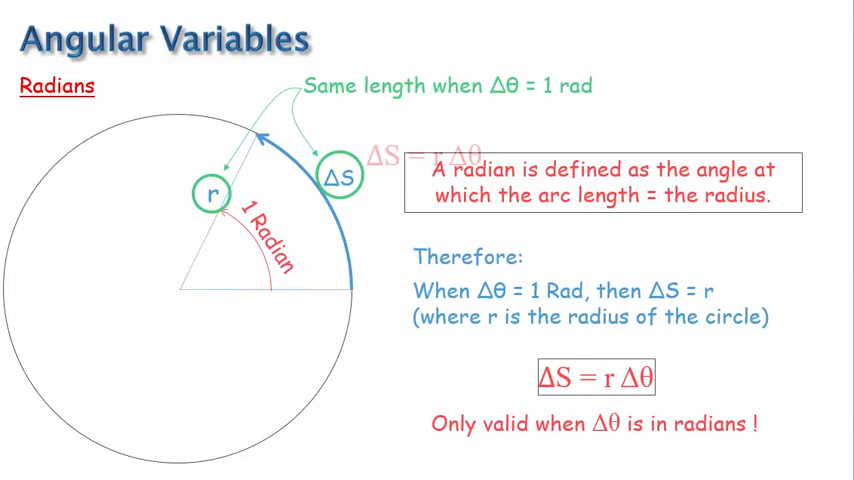 Angular Variables
Radians
Same length when Δθ = 1 rad
ΔS = r Δθ
A radian is defined as the angle at
which the arc length = the radius.
r
ΔS
1 Radian
Therefore:
When Δθ = 1 Rad, then ΔS = r
(where r is the radius of the circle)
ΔS = r Δθ
Only valid when Δθ is in radians !